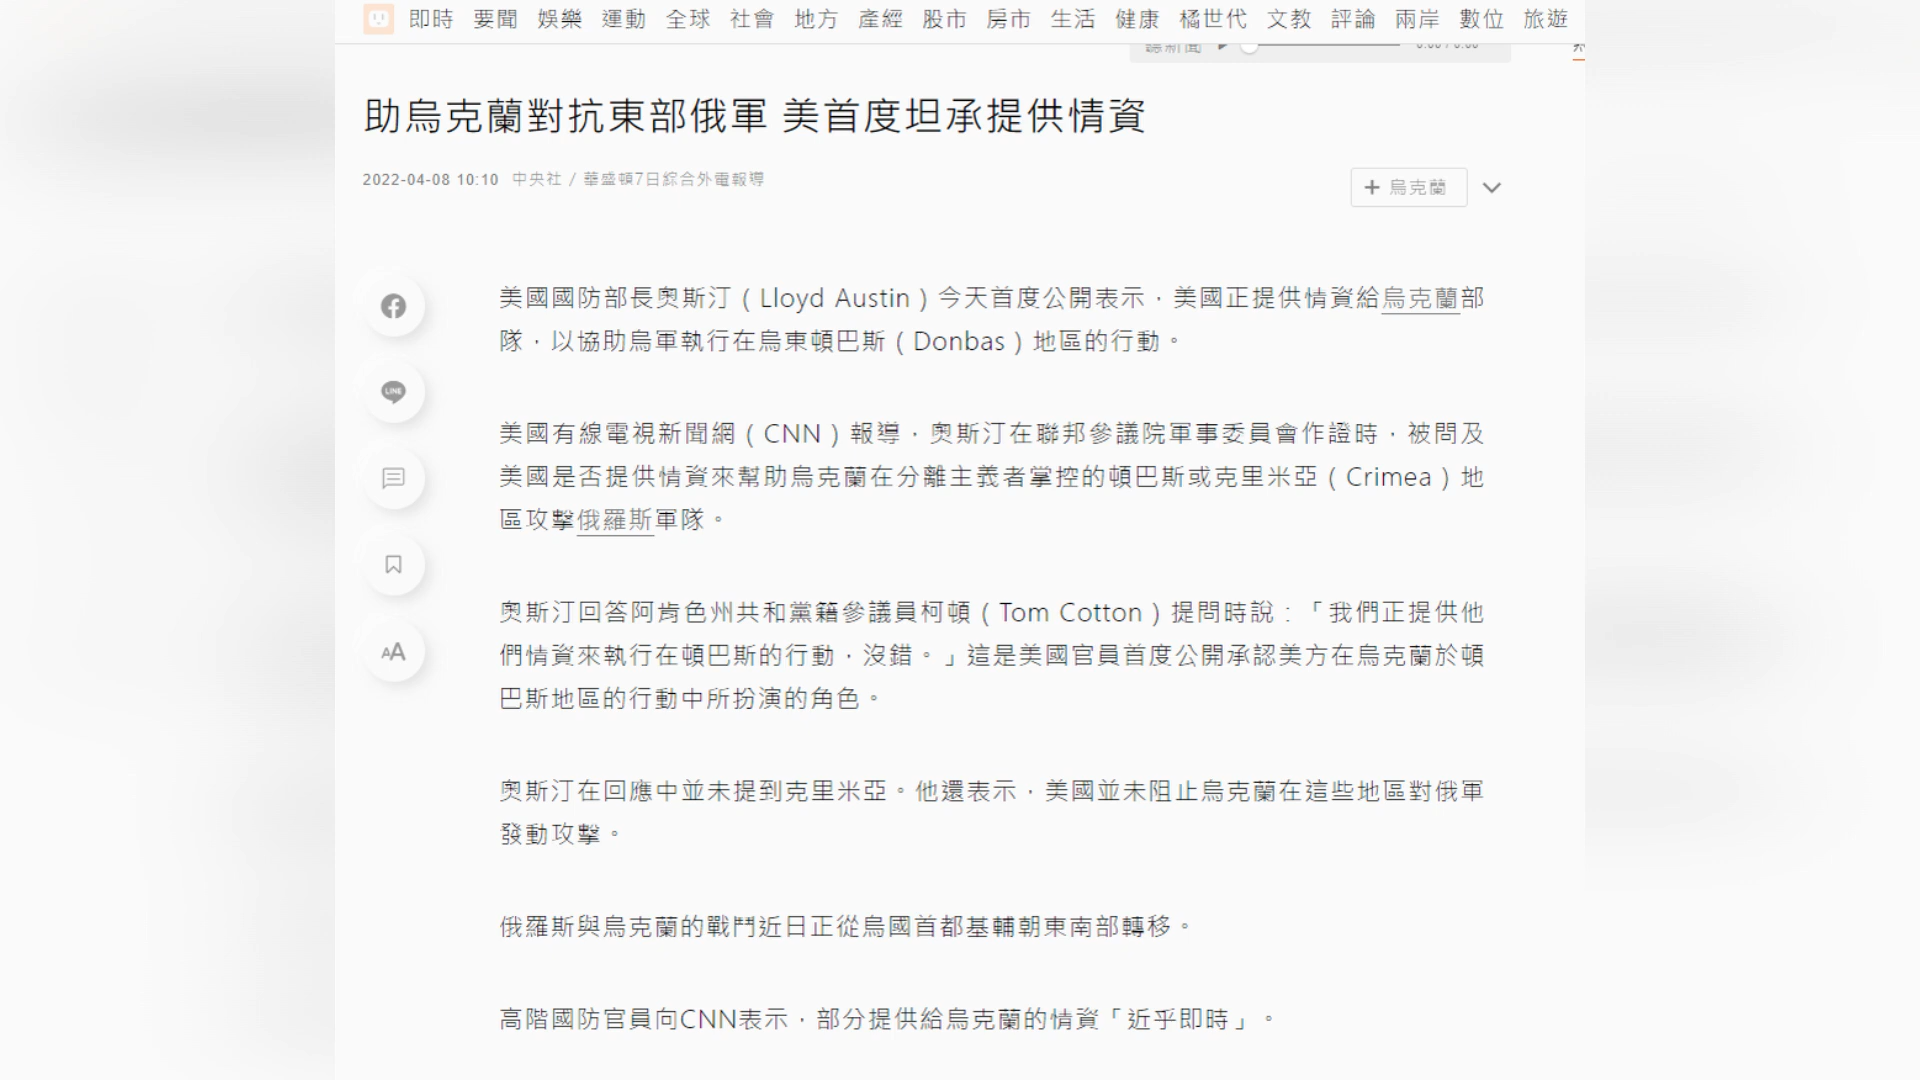 即時 要聞 娛樂 運動 全球 社會 地方 產經 股市 房市 生活 健康 橘世代 文教 評論 兩岸 數位 旅遊
聽新聞 0:00 / 0:00
助烏克蘭對抗東部俄軍 美首度坦承提供情資
2022-04-08 10:10 中央社 / 華盛頓7日綜合外電報導
+ 烏克蘭
美國國防部長奧斯汀（Lloyd Austin）今天首度公開表示，美國正提供情資給烏克蘭部
隊，以協助烏軍執行在烏東頓巴斯（Donbas）地區的行動。
美國有線電視新聞網（CNN）報導，奧斯汀在聯邦參議院軍事委員會作證時，被問及
美國是否提供情資來幫助烏克蘭在分離主義者掌控的頓巴斯或克里米亞（Crimea）地
區攻擊俄羅斯軍隊。
奧斯汀回答阿肯色州共和黨籍參議員柯頓（Tom Cotton）提問時說：「我們正提供他
們情資來執行在頓巴斯的行動，沒錯。」這是美國官員首度公開承認美方在烏克蘭於頓
巴斯地區的行動中所扮演的角色。
奧斯汀在回應中並未提到克里米亞。他還表示，美國並未阻止烏克蘭在這些地區對俄軍
發動攻擊。
俄羅斯與烏克蘭的戰鬥近日正從烏國首都基輔朝東南部轉移。
高階國防官員向CNN表示，部分提供給烏克蘭的情資「近乎即時」。
LINE
AA